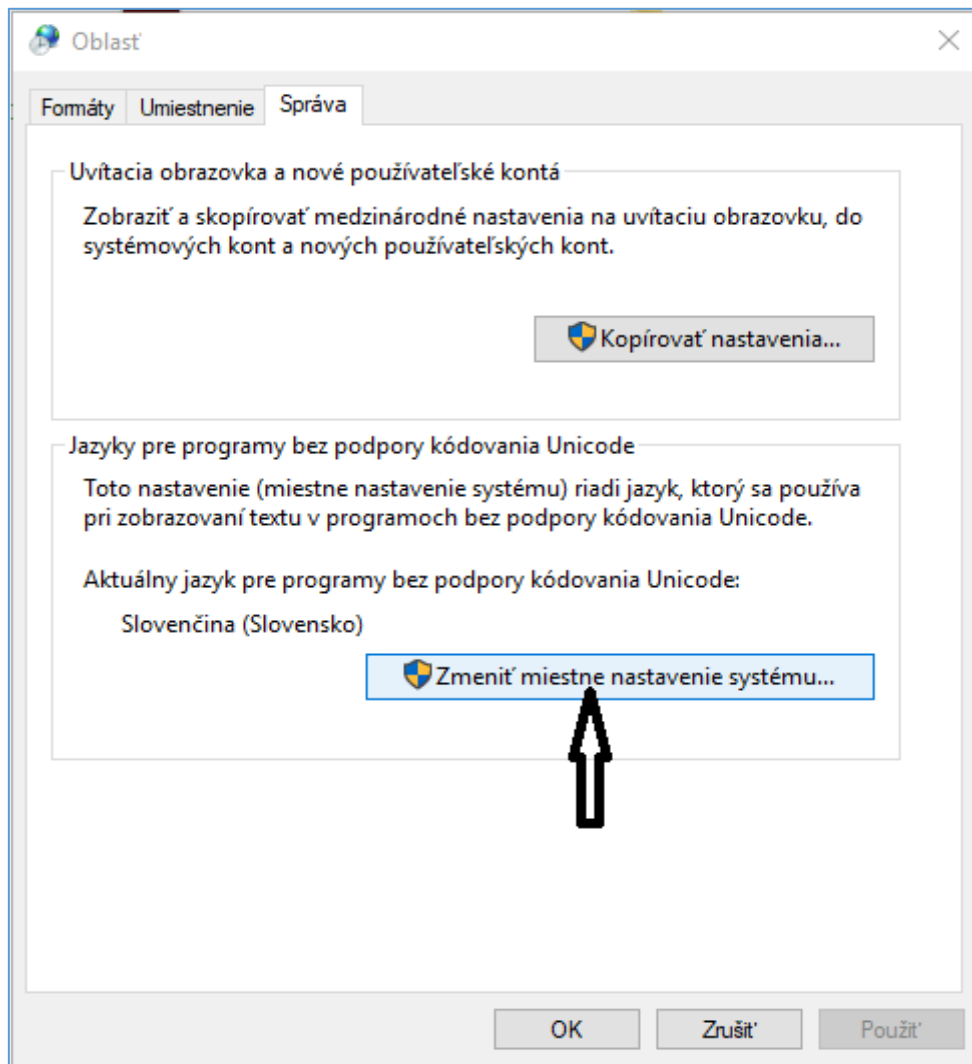 Oblasť
Formáty Umiestnenie Správa
Uvítacia obrazovka a nové používateľské kontá
Zobraziť a skopírovať medzinárodné nastavenia na uvítaciu obrazovku, do
systémových kont a nových používateľských kont.
Kopírovať nastavenia...
Jazyky pre programy bez podpory kódovania Unicode
Toto nastavenie (miestne nastavenie systému) riadi jazyk, ktorý sa používa
pri zobrazovaní textu v programoch bez podpory kódovania Unicode.
Aktuálny jazyk pre programy bez podpory kódovania Unicode:
Slovenčina (Slovensko)
Zmeniť miestne nastavenie systému...
OK Zrušiť Použiť